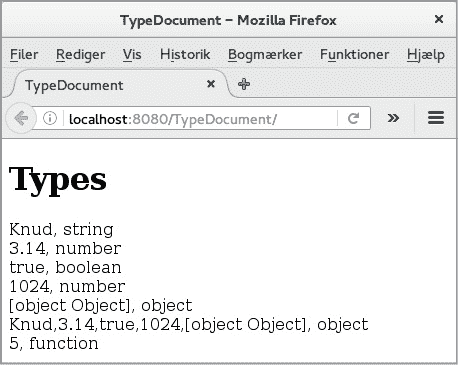 TypeDocument – Mozilla Firefox ×
Filer Rediger Vis Historik Bogmærker Funktioner Hjælp
TypeDocument ×
localhost:8080/TypeDocument/
Types
Knud, string
3.14, number
true, boolean
1024, number
[object Object], object
Knud,3.14,true,1024,[object Object], object
5, function